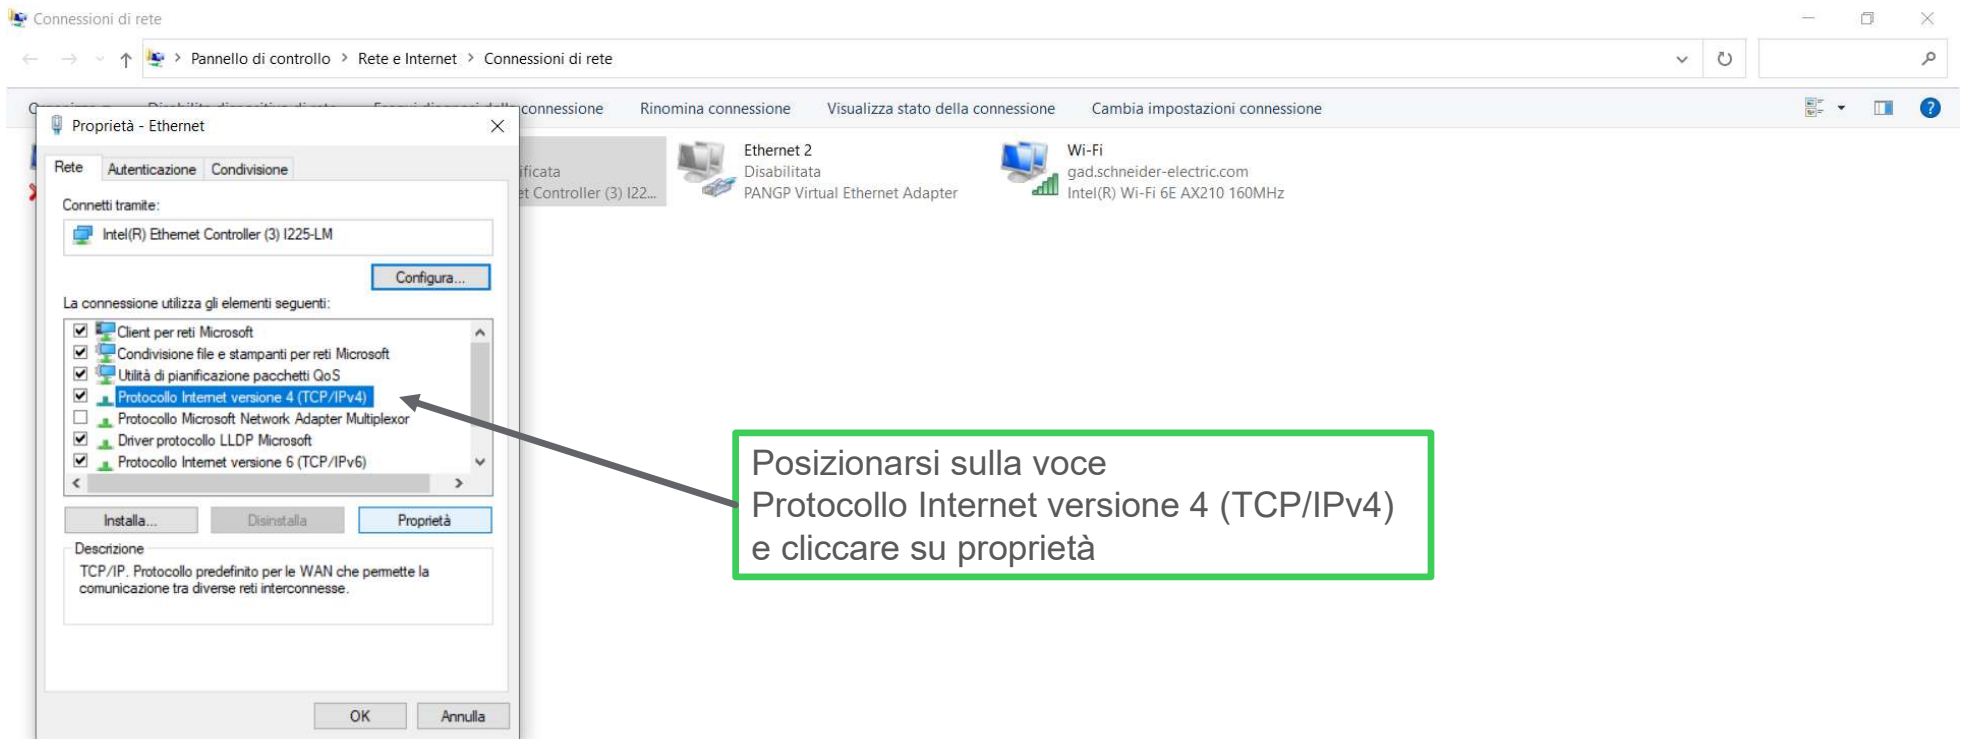 Connessioni di rete
Pannello di controllo > Rete e Internet > Connessioni di rete
connessione Rinomina connessione Visualizza stato della connessione Cambia impostazioni connessione
Proprietà - Ethernet
Rete Autenticazione Condivisione
Connetti tramite:
Intel(R) Ethernet Controller (3) I225-LM
Configura...
La connessione utilizza gli elementi seguenti:
Client per reti Microsoft
Condivisione file e stampanti per reti Microsoft
Utilità di pianificazione pacchetti QoS
Protocollo Internet versione 4 (TCP/IPv4)
Protocollo Microsoft Network Adapter Multiplexor
Driver protocollo LLDP Microsoft
Protocollo Internet versione 6 (TCP/IPv6)
Installa... Disinstalla Proprietà
Descrizione
TCP/IP. Protocollo predefinito per le WAN che permette la
comunicazione tra diverse reti interconnesse.
OK Annulla
ificata
et Controller (3) I22...
Ethernet 2
Disabilitata
PANGP Virtual Ethernet Adapter
Wi-Fi
gad.schneider-electric.com
Intel(R) Wi-Fi 6E AX210 160MHz
Posizionarsi sulla voce
Protocollo Internet versione 4 (TCP/IPv4)
e cliccare su proprietà